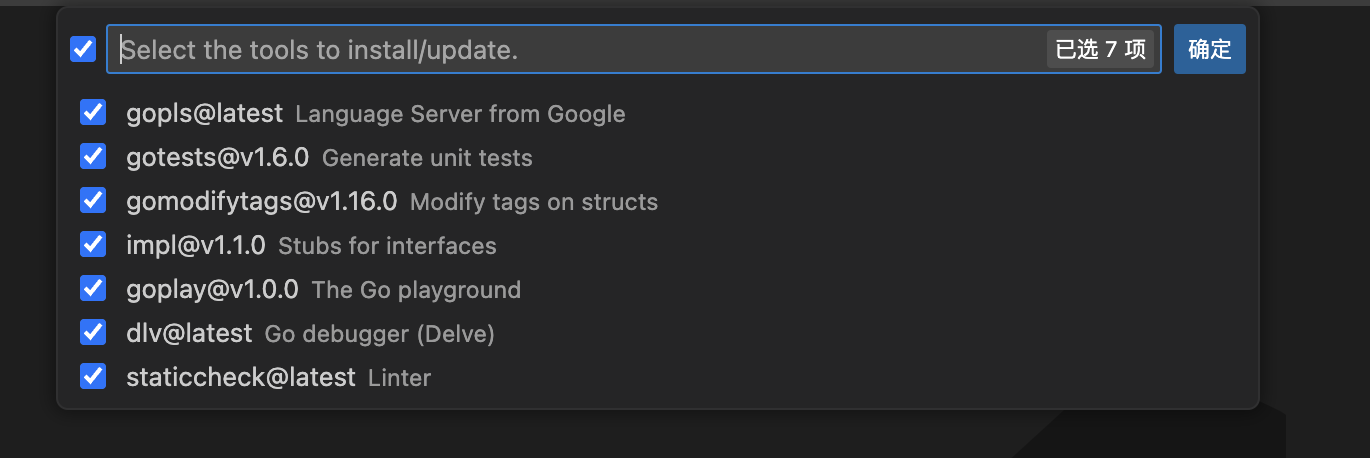 Select the tools to install/update. 已选 7 项 确定
gopls@latest Language Server from Google
gotests@v1.6.0 Generate unit tests
gomodifytags@v1.16.0 Modify tags on structs
impl@v1.1.0 Stubs for interfaces
goplay@v1.0.0 The Go playground
dlv@latest Go debugger (Delve)
staticcheck@latest Linter